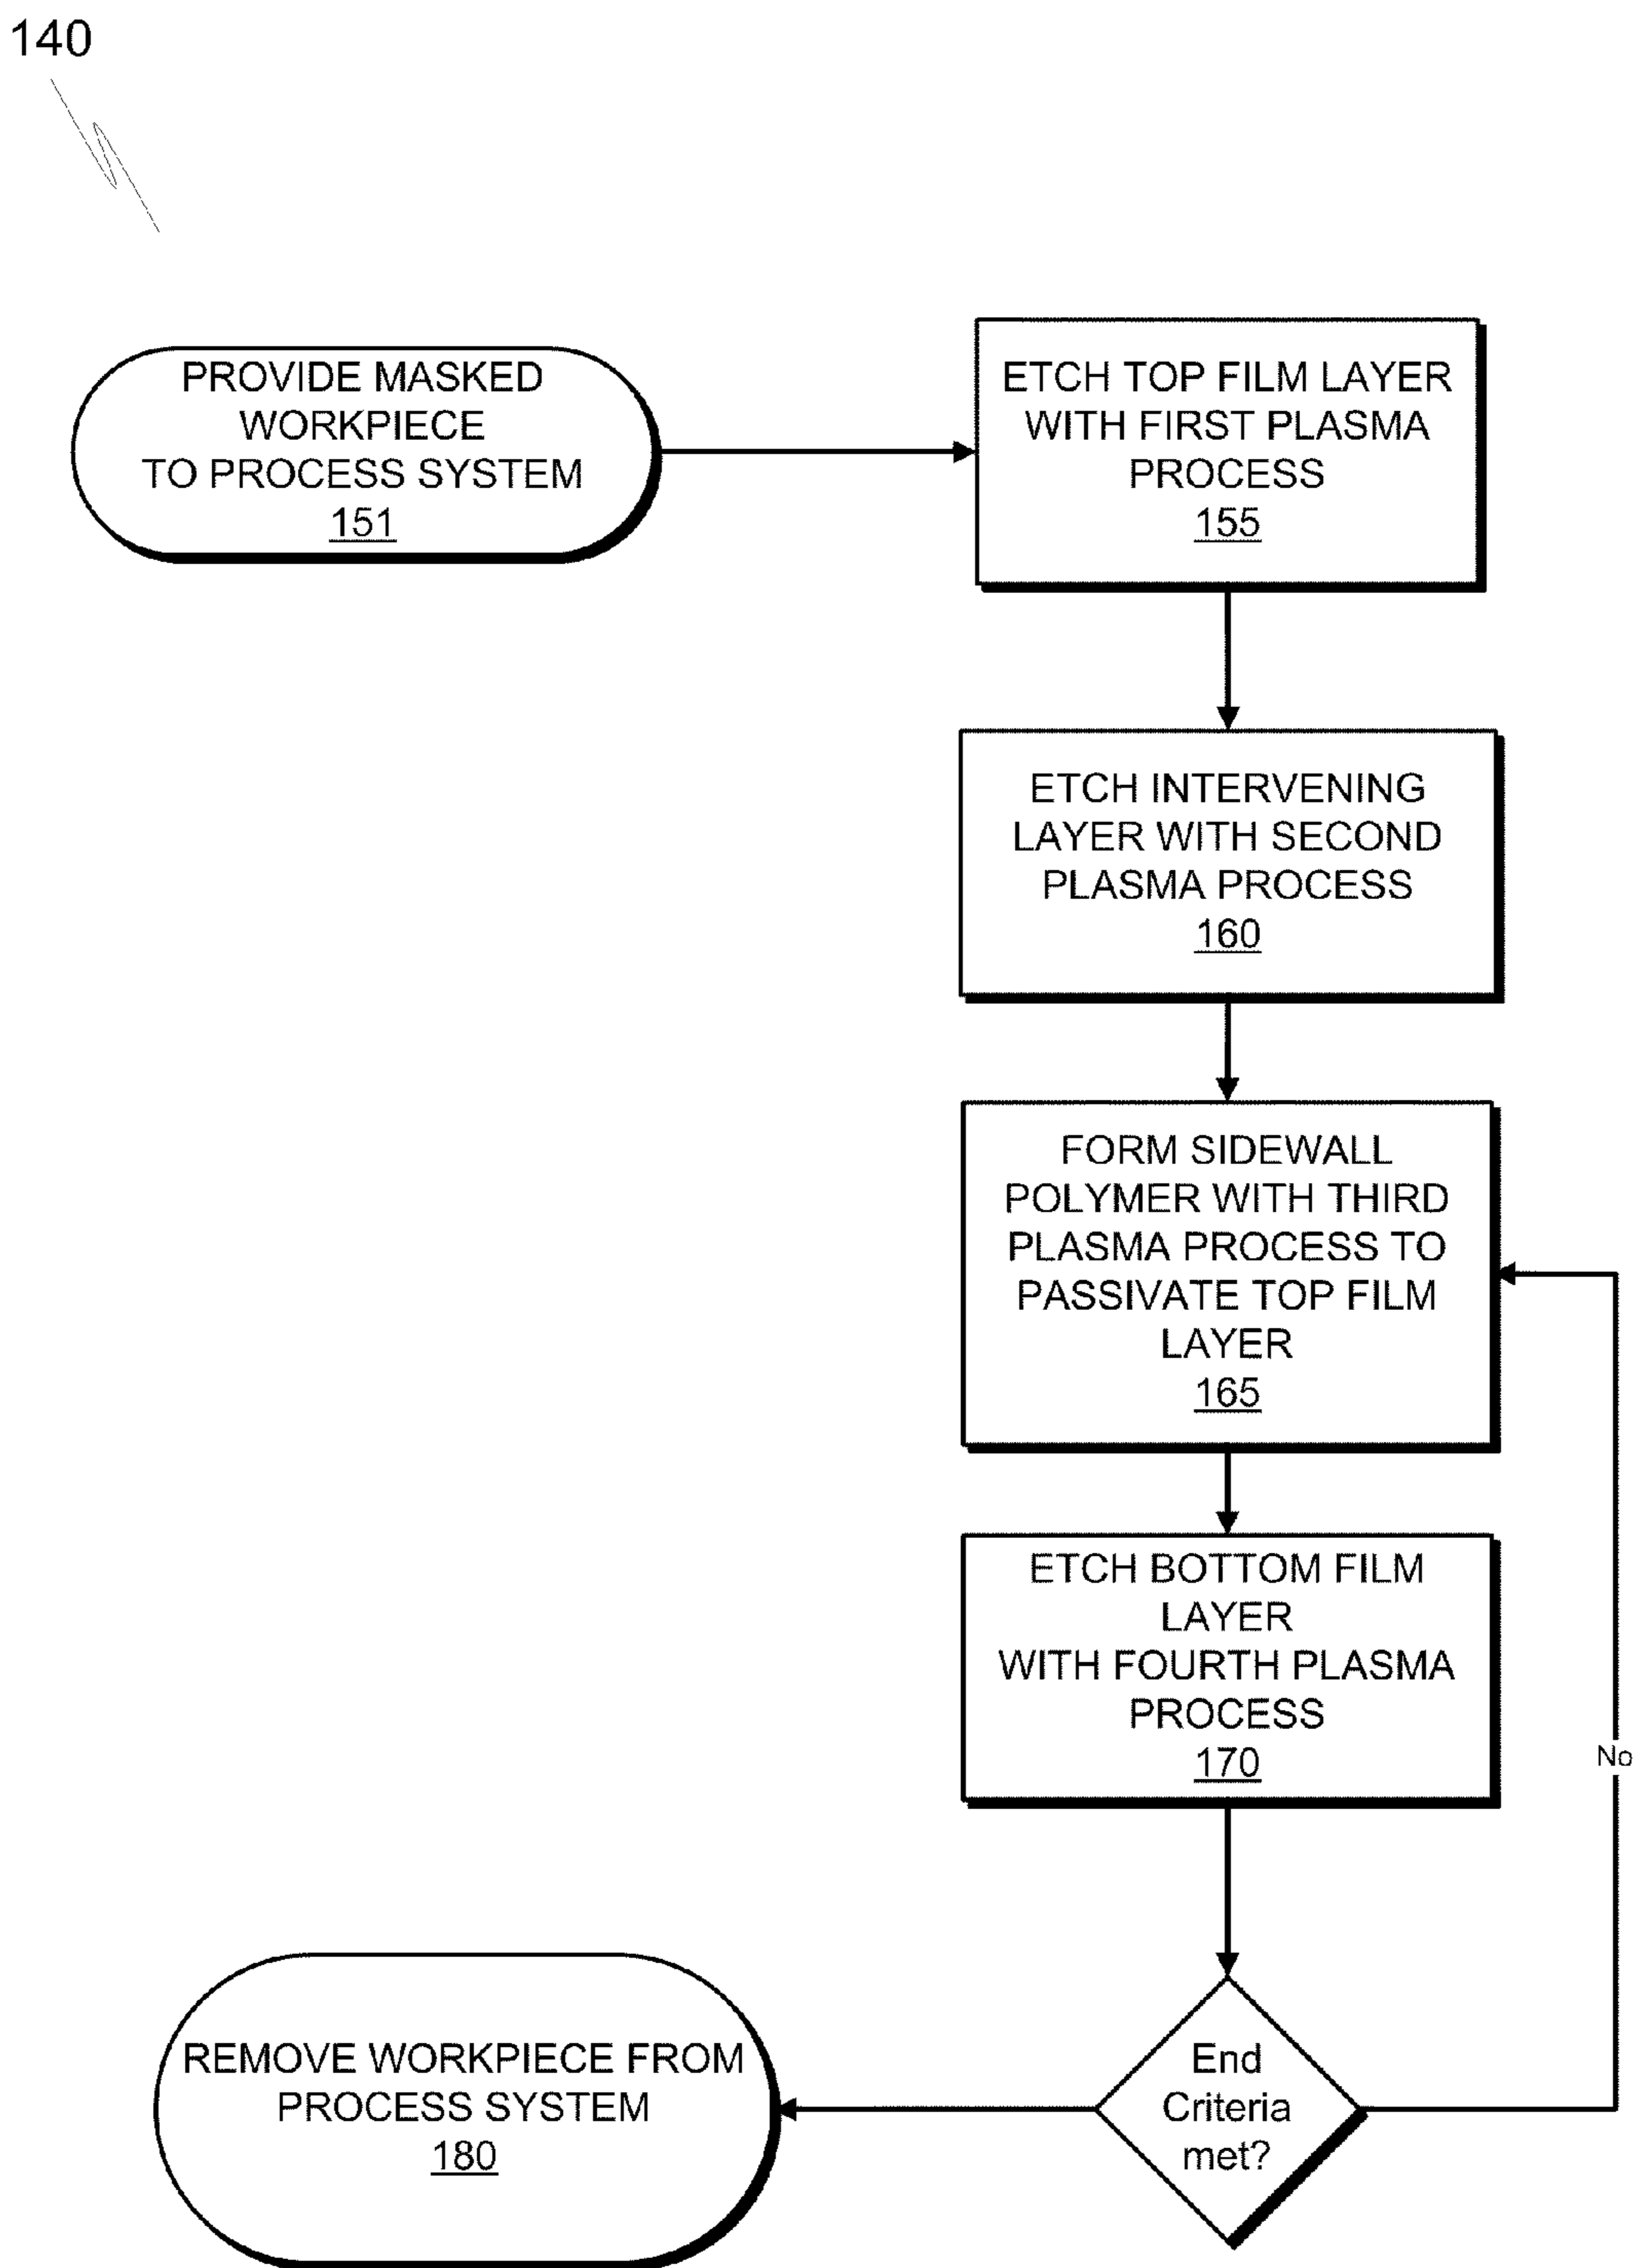 140
PROVIDE MASKED
WORKPIECE
TO PROCESS SYSTEM
151
ETCH TOP FILM LAYER
WITH FIRST PLASMA
PROCESS
155
ETCH INTERVENING
LAYER WITH SECOND
PLASMA PROCESS
160
FORM SIDEWALL
POLYMER WITH THIRD
PLASMA PROCESS TO
PASSIVATE TOP FILM
LAYER
165
ETCH BOTTOM FILM
LAYER
WITH FOURTH PLASMA
PROCESS
170
No
End
Criteria
met?
REMOVE WORKPIECE FROM
PROCESS SYSTEM
180